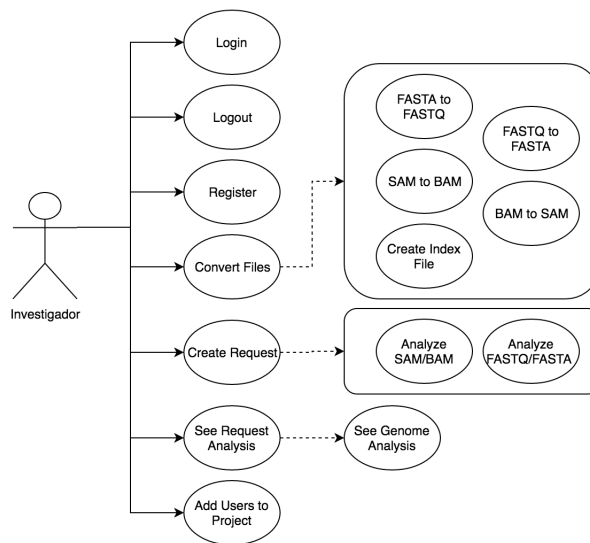 Login
Logout
Register
Convert Files
Create Request
See Request
Analysis
Add Users to
Project
Investigador
FASTA to
FASTQ
FASTQ to
FASTA
SAM to BAM
BAM to SAM
Create Index
File
Analyze
SAM/BAM
Analyze
FASTQ/FASTA
See Genome
Analysis